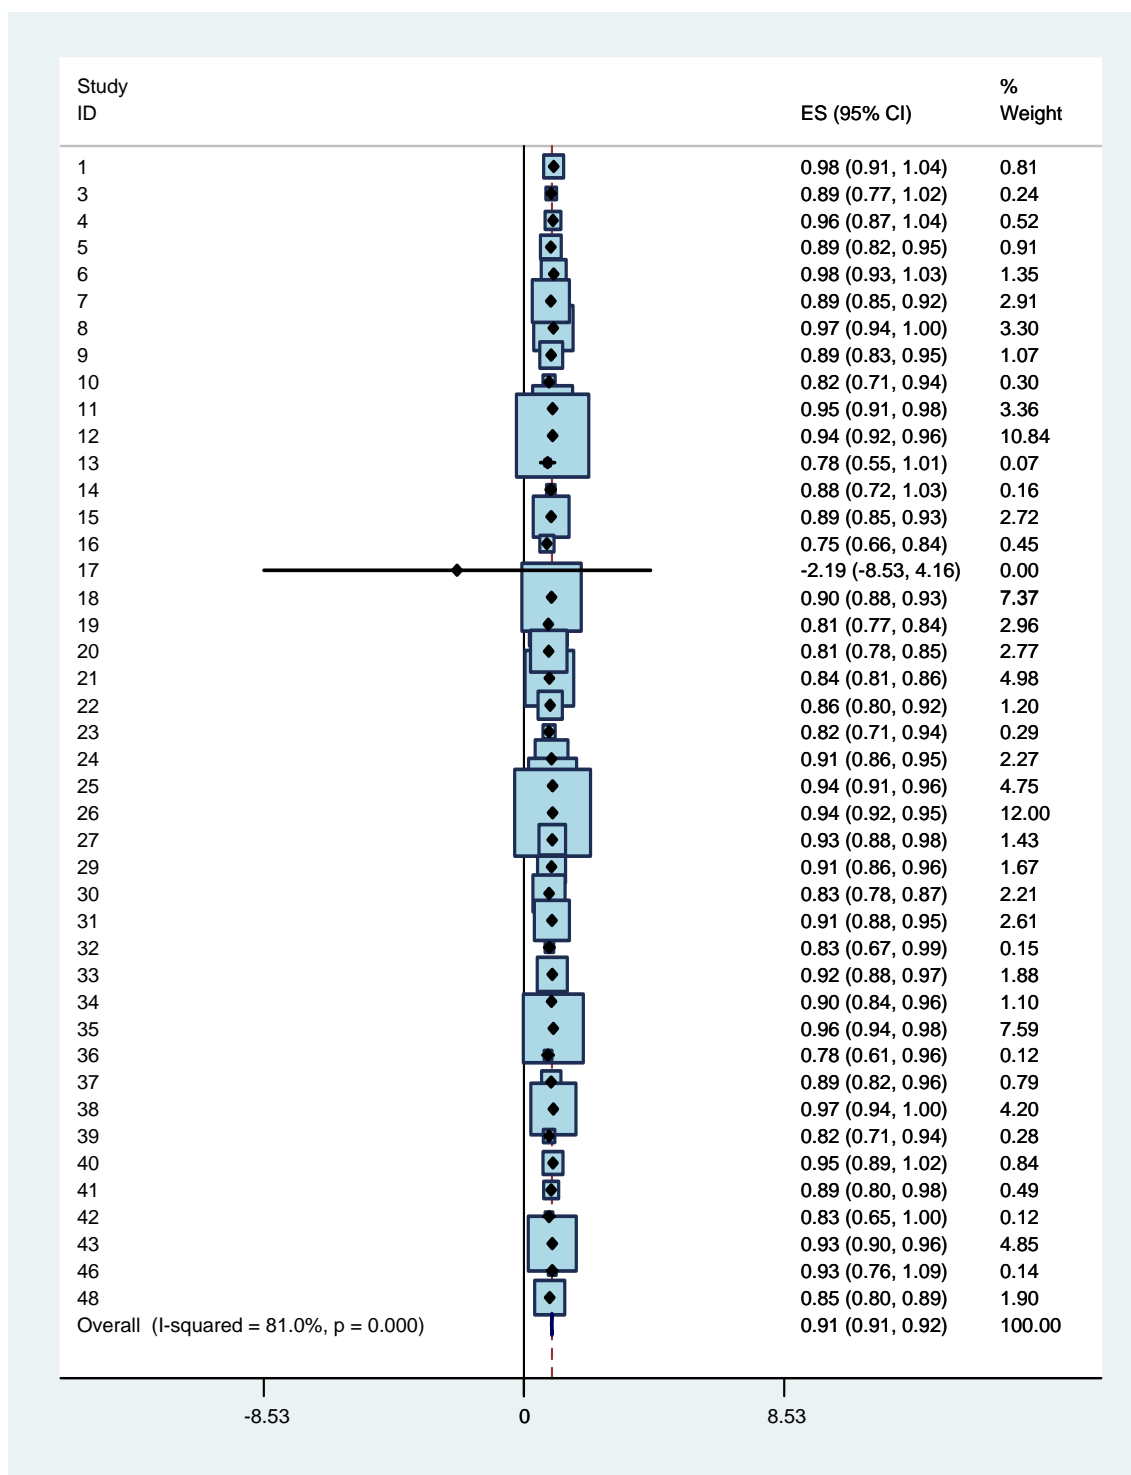 Study %
ID ES (95% CI) Weight
1 0.98 (0.91, 1.04) 0.81
3 0.89 (0.77, 1.02) 0.24
4 0.96 (0.87, 1.04) 0.52
5 0.89 (0.82, 0.95) 0.91
6 0.98 (0.93, 1.03) 1.35
7 0.89 (0.85, 0.92) 2.91
8 0.97 (0.94, 1.00) 3.30
9 0.89 (0.83, 0.95) 1.07
10 0.82 (0.71, 0.94) 0.30
11 0.95 (0.91, 0.98) 3.36
12 0.94 (0.92, 0.96) 10.84
13 0.78 (0.55, 1.01) 0.07
14 0.88 (0.72, 1.03) 0.16
15 0.89 (0.85, 0.93) 2.72
16 0.75 (0.66, 0.84) 0.45
17 -2.19 (-8.53, 4.16) 0.00
18 0.90 (0.88, 0.93) 7.37
19 0.81 (0.77, 0.84) 2.96
20 0.81 (0.78, 0.85) 2.77
21 0.84 (0.81, 0.86) 4.98
22 0.86 (0.80, 0.92) 1.20
23 0.82 (0.71, 0.94) 0.29
24 0.91 (0.86, 0.95) 2.27
25 0.94 (0.91, 0.96) 4.75
26 0.94 (0.92, 0.95) 12.00
27 0.93 (0.88, 0.98) 1.43
29 0.91 (0.86, 0.96) 1.67
30 0.83 (0.78, 0.87) 2.21
31 0.91 (0.88, 0.95) 2.61
32 0.83 (0.67, 0.99) 0.15
33 0.92 (0.88, 0.97) 1.88
34 0.90 (0.84, 0.96) 1.10
35 0.96 (0.94, 0.98) 7.59
36 0.78 (0.61, 0.96) 0.12
37 0.89 (0.82, 0.96) 0.79
38 0.97 (0.94, 1.00) 4.20
39 0.82 (0.71, 0.94) 0.28
40 0.95 (0.89, 1.02) 0.84
41 0.89 (0.80, 0.98) 0.49
42 0.83 (0.65, 1.00) 0.12
43 0.93 (0.90, 0.96) 4.85
46 0.93 (0.76, 1.09) 0.14
48 0.85 (0.80, 0.89) 1.90
Overall (I-squared = 81.0%, p = 0.000) 0.91 (0.91, 0.92) 100.00
-8.53 0 8.53